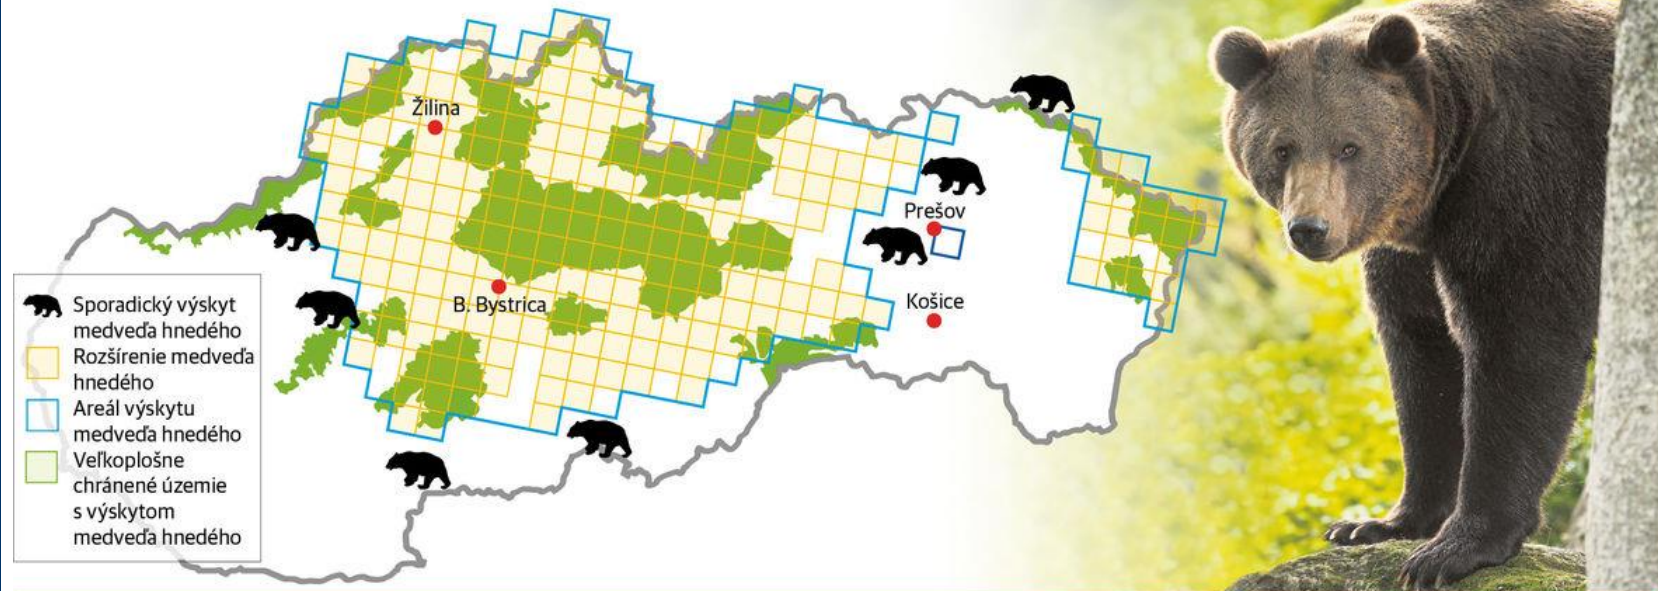 Žilina
Prešov
B. Bystrica
Košice
Sporadický výskyt
medveďa hnedého
Rozšírenie medveďa
hnedého
Areál výskytu
medveďa hnedého
Veľkoplošne
chránené územie
s výskytom
medveďa hnedého